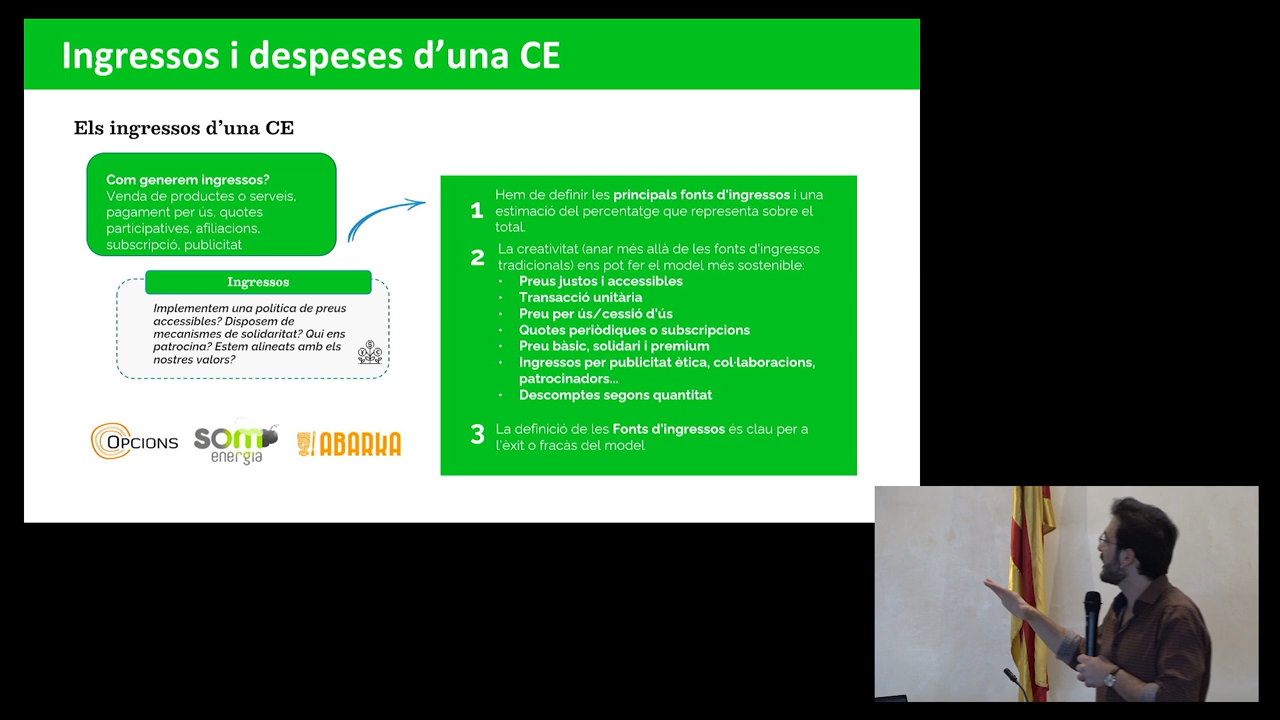 Ingressos i despeses d’una CE
Els ingressos d’una CE
Com generem ingressos?
Venda de productes o serveis,
pagament per ús, quotes
participatives, afiliacions,
subscripció, publicitat
Ingressos
Implementem una política de preus
accessibles? Disposem de
mecanismes de solidaritat? Qui ens
patrocina? Estem alineats amb els
nostres valors?
OPCIONS
som
energia
ABARKA
1
Hem de definir les principals fonts d’ingressos i una
estimació del percentatge que representa sobre el
total.
2
La creativitat (anar més allà de les fonts d’ingressos
tradicionals) ens pot fer el model més sostenible:
• Preus justos i accessibles
• Transacció unitària
• Preu per ús/cessió d’ús
• Quotes periòdiques o subscripcions
• Preu bàsic, solidari i premium
• Ingressos per publicitat ètica, col·laboracions,
patrocinadors...
• Descomptes segons quantitat
3
La definició de les Fonts d’ingressos és clau per a
l’èxit o fracàs del model